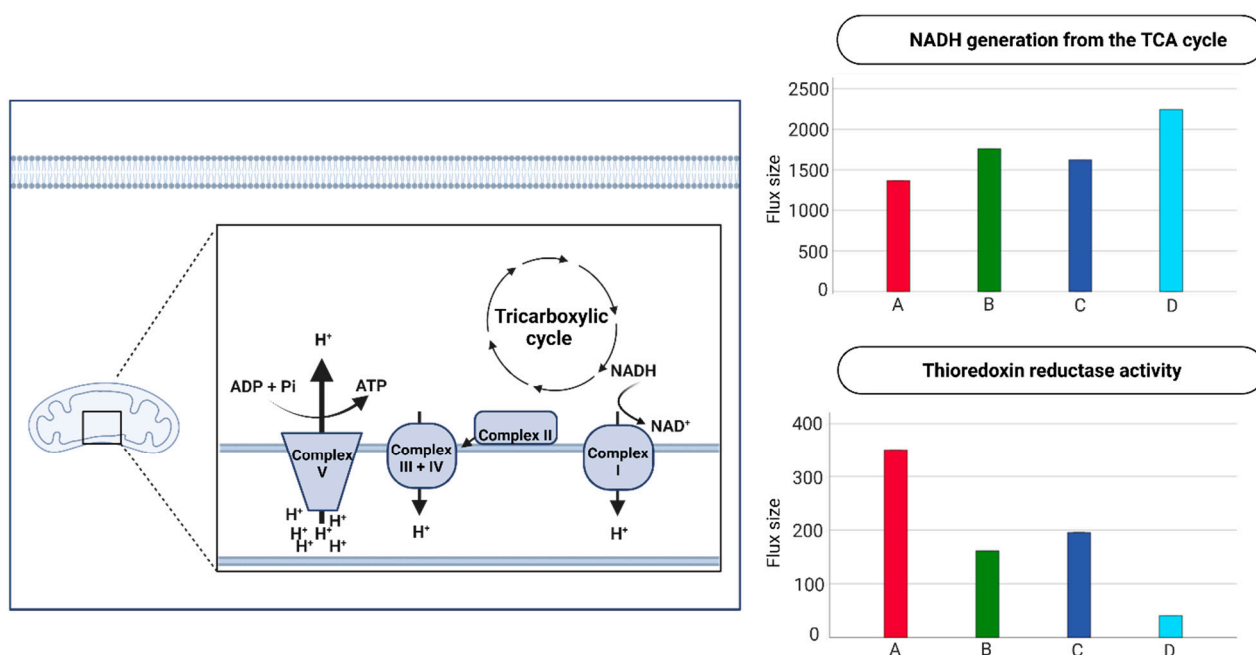 Tricarboxylic
cycle
H⁺
ADP + Pi
ATP
NADH
NAD⁺
Complex
V
Complex
III + IV
Complex II
Complex
I
H⁺
H⁺
H⁺
H⁺
H⁺
H⁺
H⁺
H⁺
NADH generation from the TCA cycle
Flux size
2500
2000
1500
1000
500
0
A
B
C
D
Thioredoxin reductase activity
Flux size
400
300
200
100
0
A
B
C
D